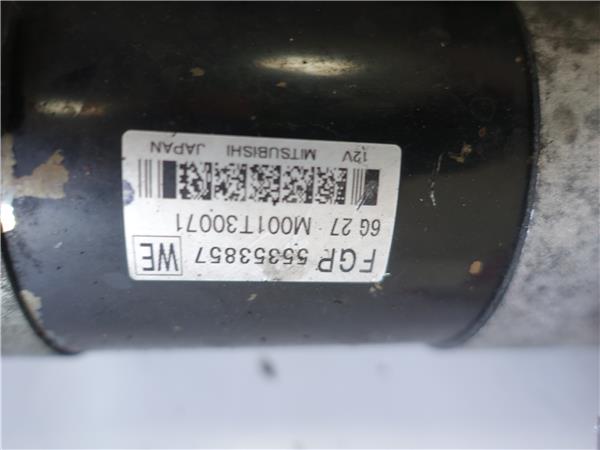 FGP 55353857 WE
6G 27 M001T30071
12V MITSUBISHI JAPAN